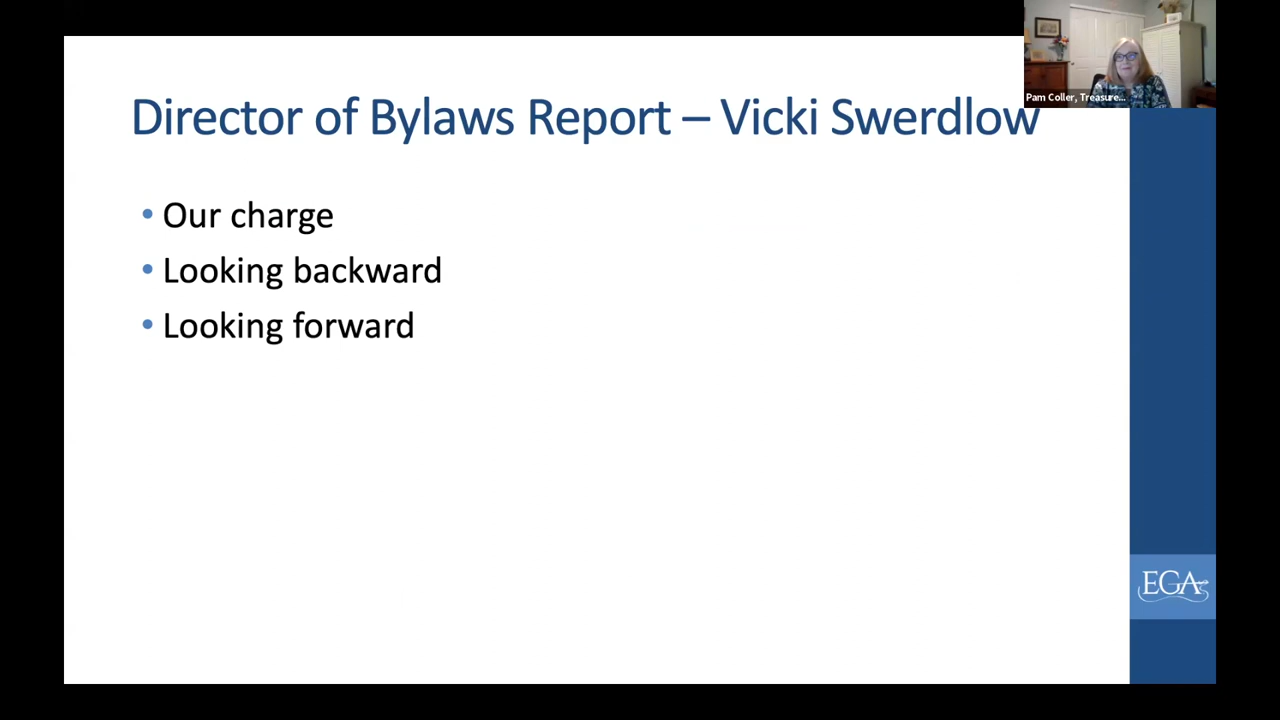 Director of Bylaws Report – Vicki Swerdlow
Pam Coller, Treasure...
• Our charge
• Looking backward
• Looking forward
EGA